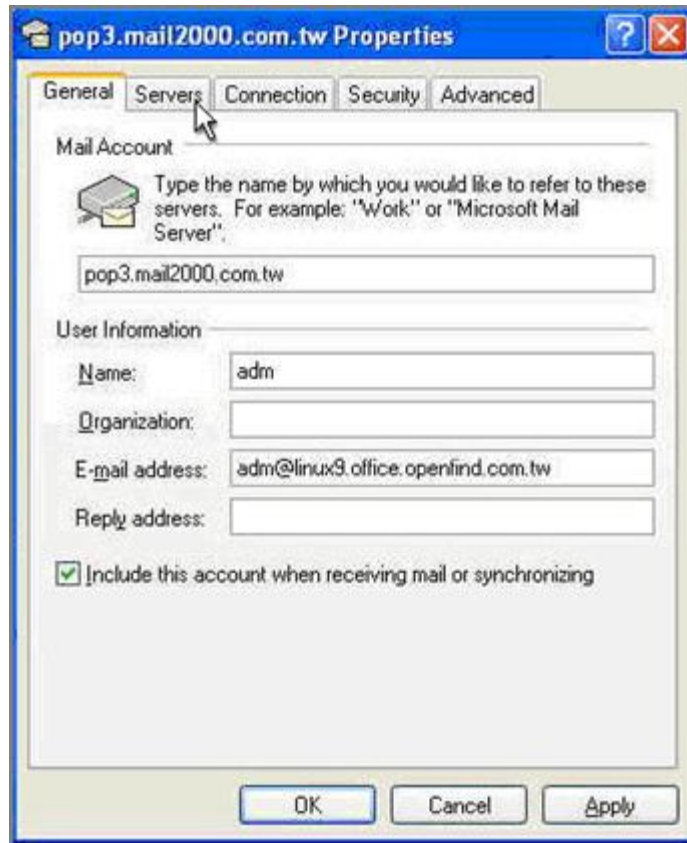 pop3.mail2000.com.tw Properties
General Servers Connection Security Advanced
Mail Account
Type the name by which you would like to refer to these
servers. For example: "Work" or "Microsoft Mail
Server".
pop3.mail2000.com.tw
User Information
Name: adm
Organization:
E-mail address: adm@linux9.office.openfind.com.tw
Reply address:
Include this account when receiving mail or synchronizing
OK Cancel Apply